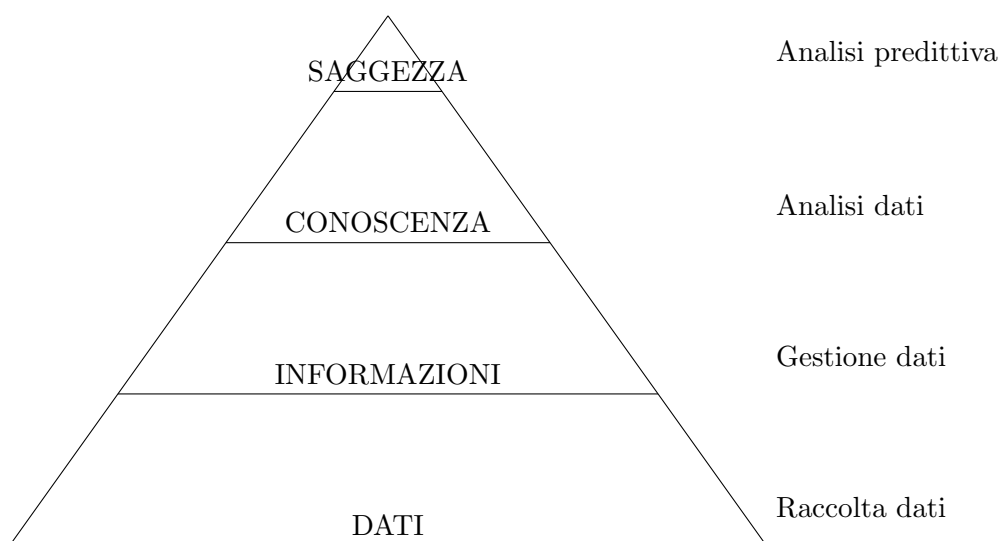 Analisi predittiva
SAGGEZZA
Analisi dati
CONOSCENZA
Gestione dati
INFORMAZIONI
Raccolta dati
DATI